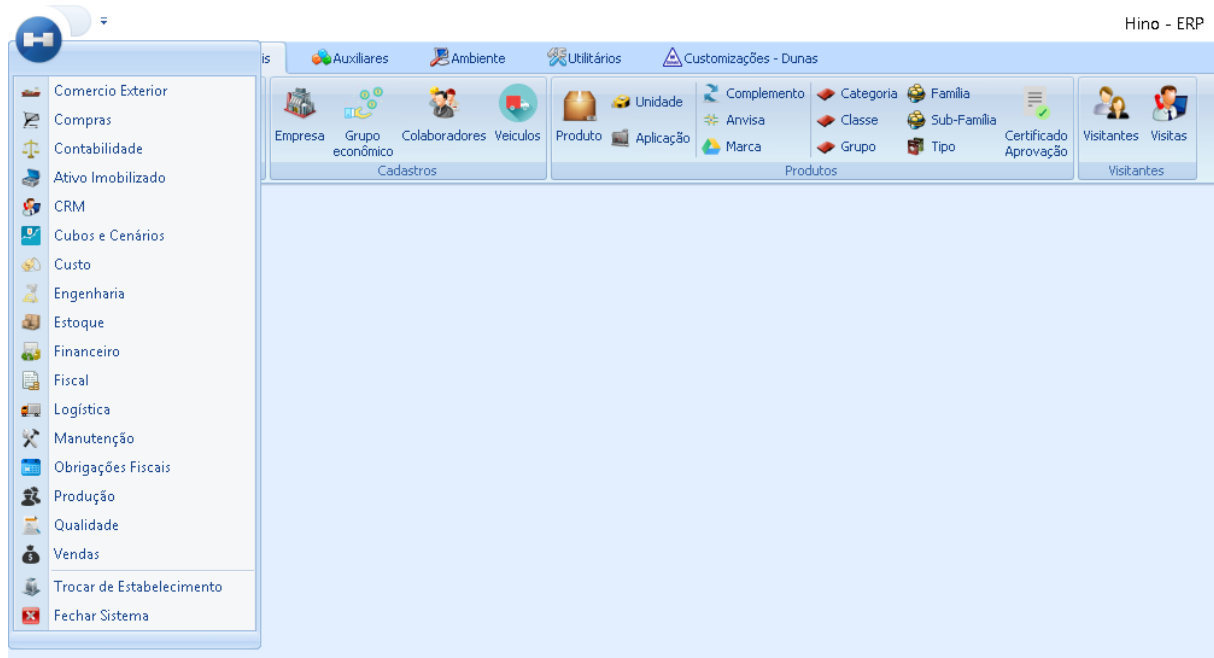 Hino - ERP
is
Auxiliares
Ambiente
Utilitários
Customizações - Dunas
Empresa
Grupo
econômico
Colaboradores
Veiculos
Cadastros
Produto
Unidade
Aplicação
Complemento
Anvisa
Marca
Categoria
Classe
Grupo
Família
Sub-Família
Tipo
Certificado
Aprovação
Produtos
Visitantes
Visitas
Visitantes
Comercio Exterior
Compras
Contabilidade
Ativo Imobilizado
CRM
Cubos e Cenários
Custo
Engenharia
Estoque
Financeiro
Fiscal
Logística
Manutenção
Obrigações Fiscais
Produção
Qualidade
Vendas
Trocar de Estabelecimento
Fechar Sistema